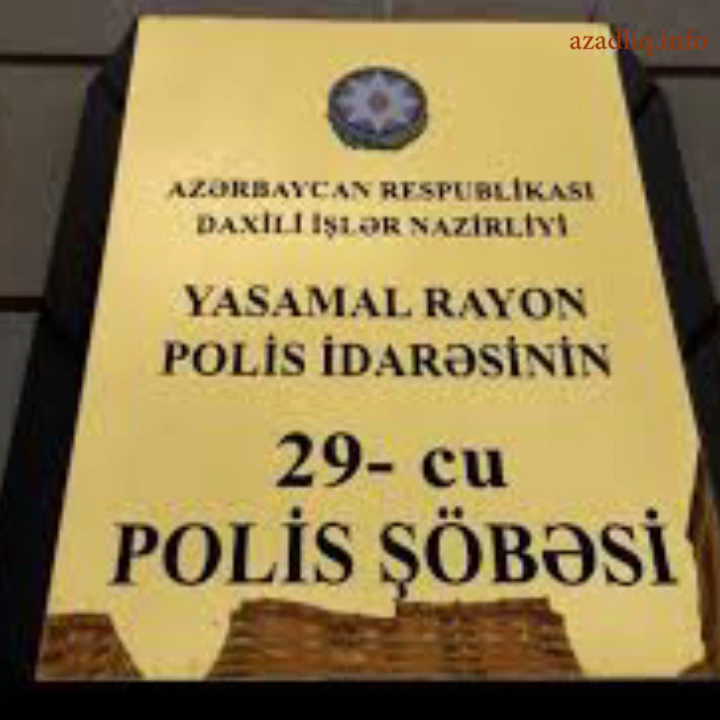 azadliq.info
AZƏRBAYCAN RESPUBLİKASI
DAXİLİ İŞLƏR NAZİRLİYİ
YASAMAL RAYON
POLİS İDARƏSİNİN
29- cu
POLİS ŞÖBƏSİ